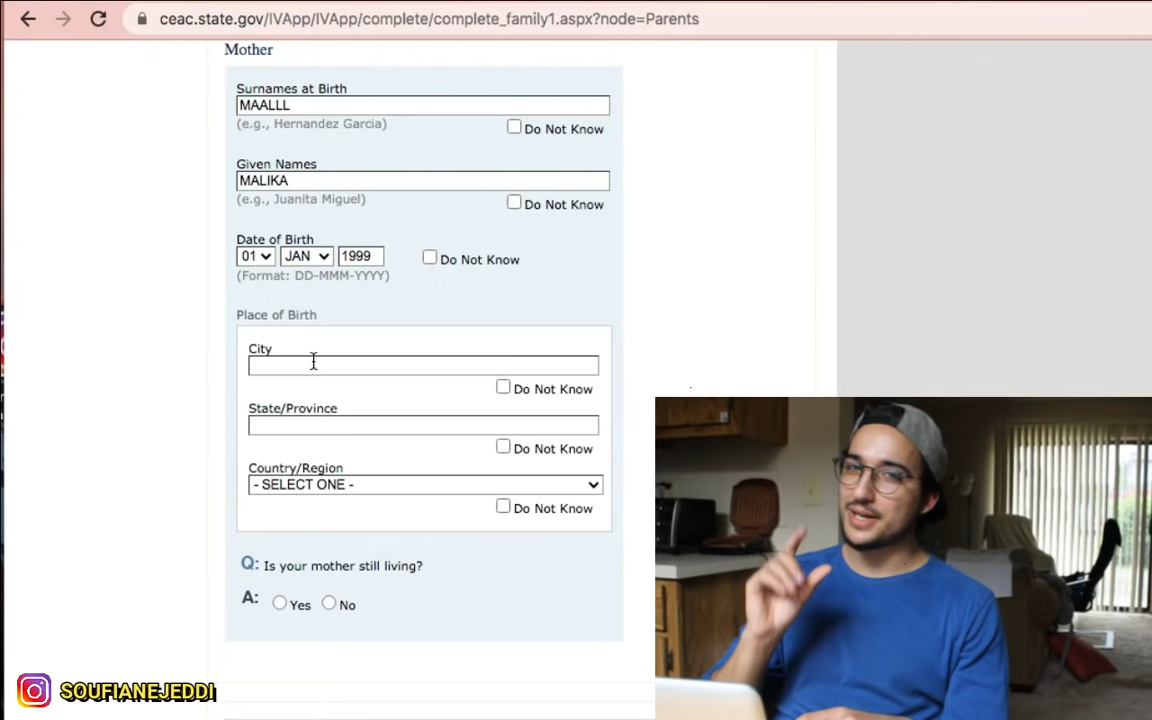 ceac.state.gov/IVApp/IVApp/complete/complete_family1.aspx?node=Parents
Mother
Surnames at Birth
MAALLL
(e.g., Hernandez Garcia)
Do Not Know
Given Names
MALIKA
(e.g., Juanita Miguel)
Do Not Know
Date of Birth
01 JAN 1999
Do Not Know
(Format: DD-MMM-YYYY)
Place of Birth
City
Do Not Know
State/Province
Do Not Know
Country/Region
- SELECT ONE -
Do Not Know
Q: Is your mother still living?
A: Yes No
SOUFIANEJEDDI